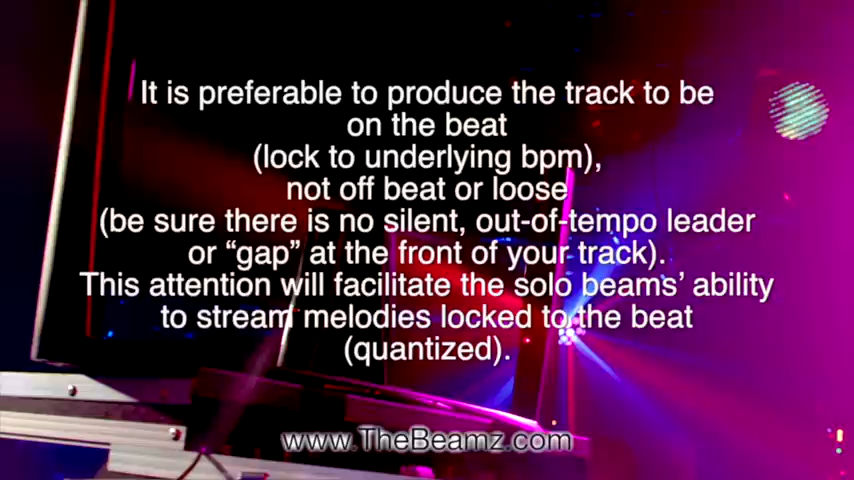 It is preferable to produce the track to be
on the beat
(lock to underlying bpm),
not off beat or loose
(be sure there is no silent, out-of-tempo leader
or “gap” at the front of your track).
This attention will facilitate the solo beams’ ability
to stream melodies locked to the beat
(quantized).
www.TheBeamz.com